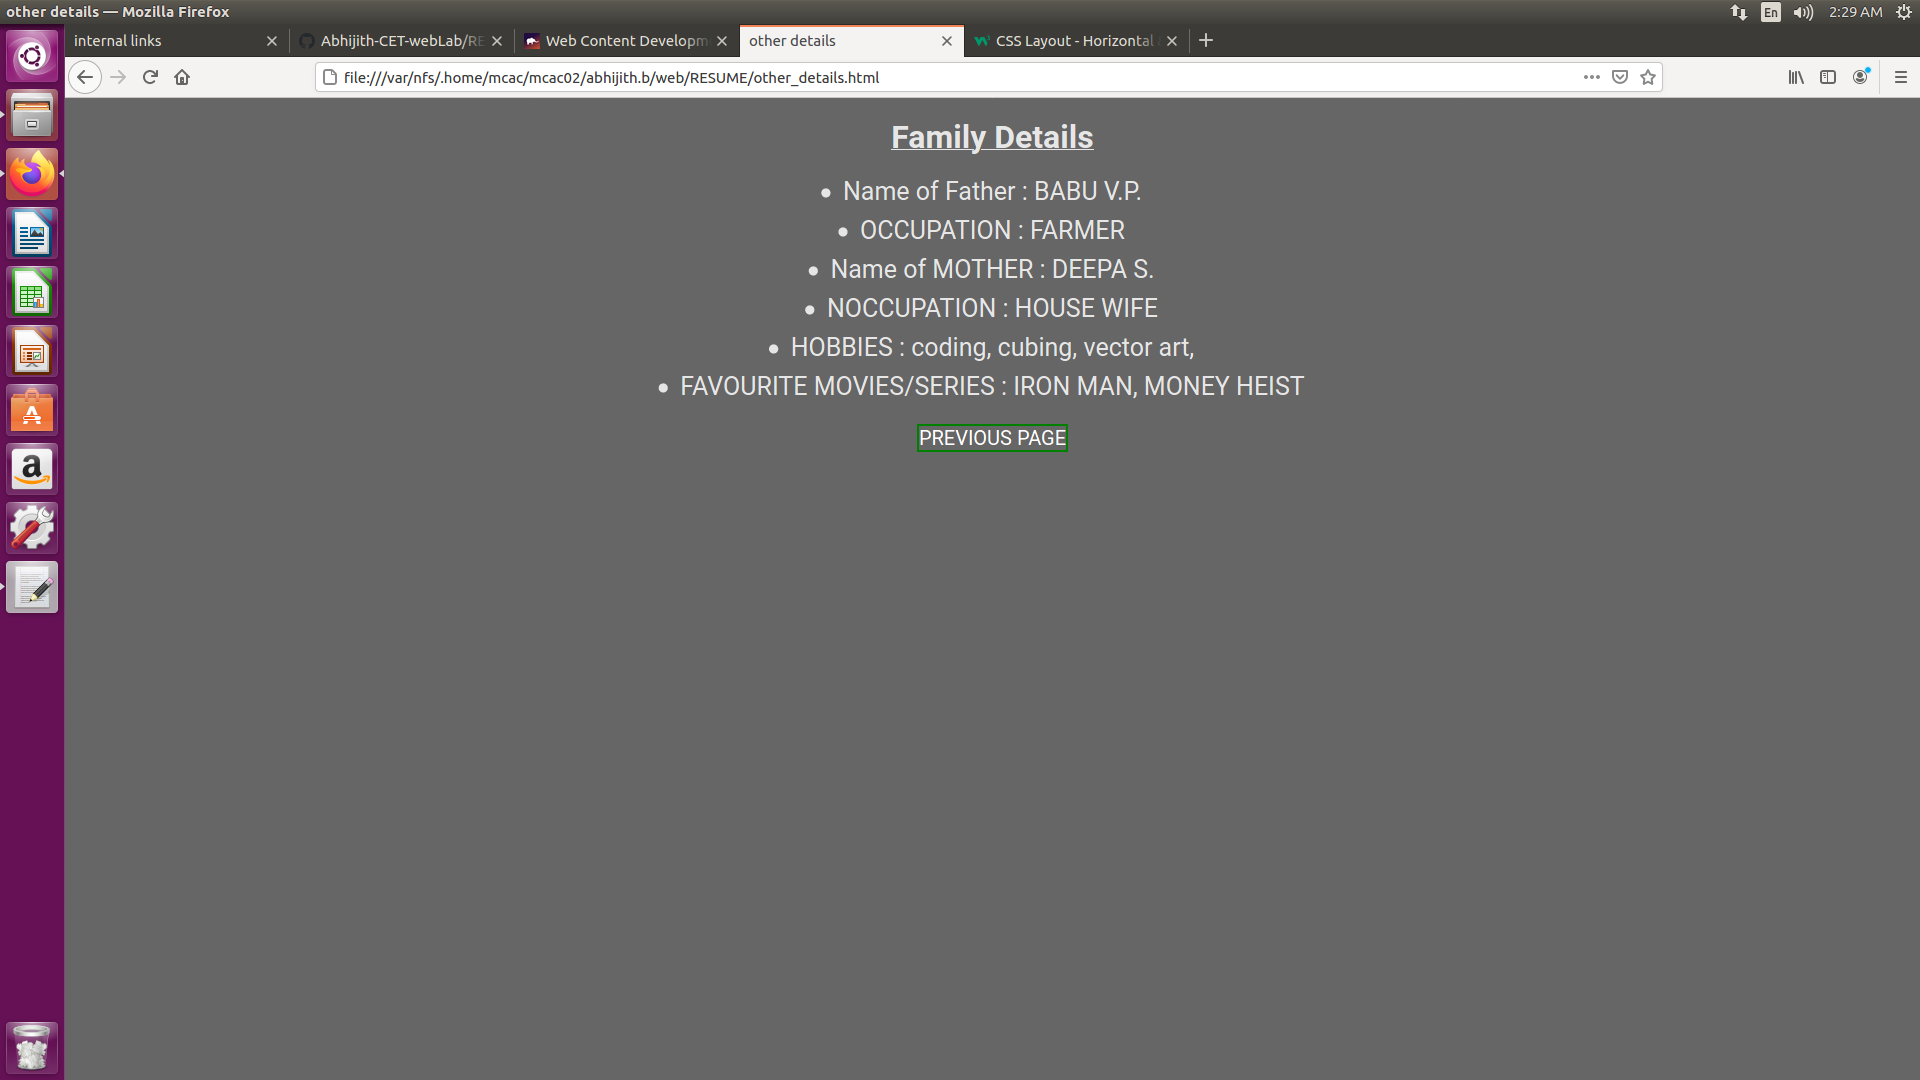 other details — Mozilla Firefox
En
2:29 AM
internal links
Abhijith-CET-webLab/RE
Web Content Developm
other details
CSS Layout - Horizontal
file:///var/nfs/.home/mcac/mcac02/abhijith.b/web/RESUME/other_details.html
Family Details
• Name of Father : BABU V.P.
• OCCUPATION : FARMER
• Name of MOTHER : DEEPA S.
• NOCCUPATION : HOUSE WIFE
• HOBBIES : coding, cubing, vector art,
• FAVOURITE MOVIES/SERIES : IRON MAN, MONEY HEIST
PREVIOUS PAGE